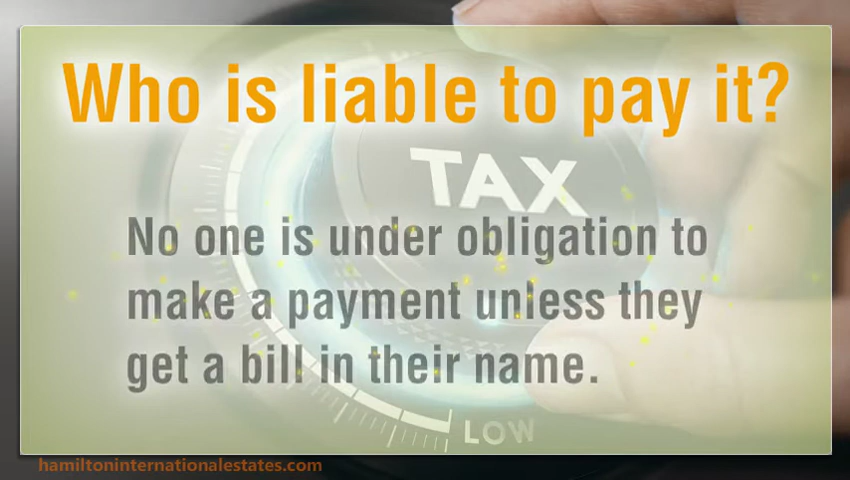 Who is liable to pay it?
TAX
No one is under obligation to
make a payment unless they
get a bill in their name.
LOW
hamiltoninternationalestates.com